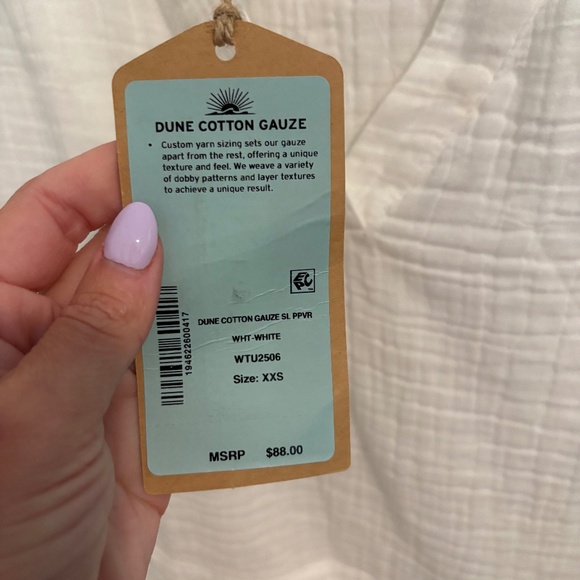 DUNE COTTON GAUZE
• Custom yarn sizing sets our gauze
apart from the rest, offering a unique
texture and feel. We weave a variety
of dobby patterns and layer textures
to achieve a unique result.
DUNE COTTON GAUZE SL PPVR
WHT-WHITE
WTU2506
Size: XXS
194622600417
MSRP $88.00